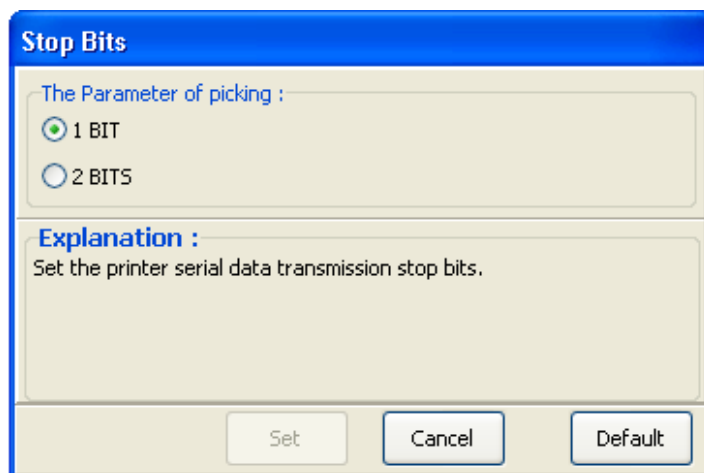 Stop Bits
The Parameter of picking :
1 BIT
2 BITS
Explanation :
Set the printer serial data transmission stop bits.
Set Cancel Default